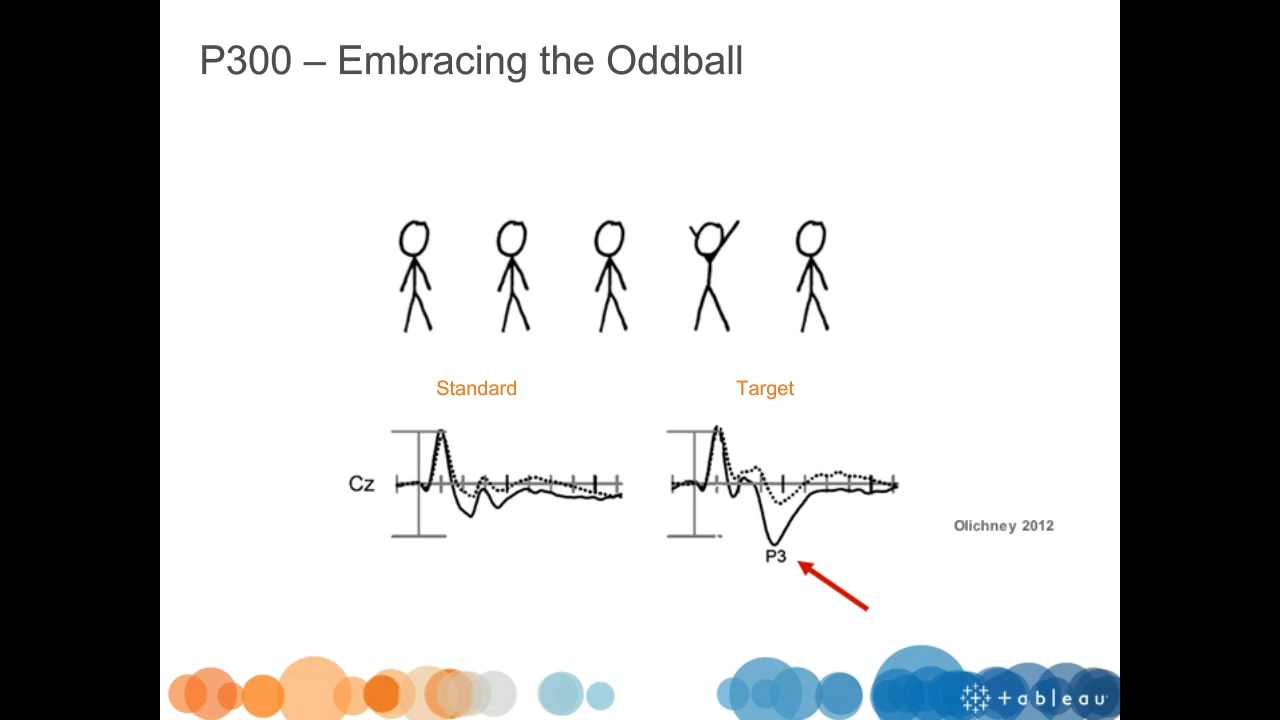 P300 – Embracing the Oddball
Standard
Target
Cz
Olichney 2012
P3
+ableau